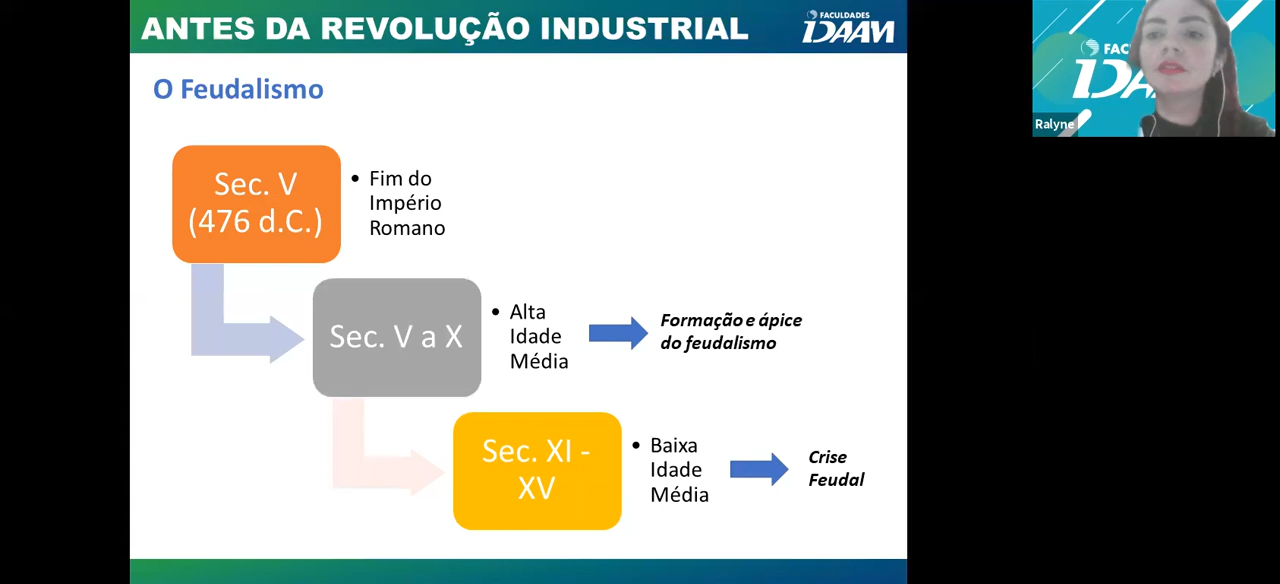 ANTES DA REVOLUÇÃO INDUSTRIAL
FACULDADES
IDAAM
O Feudalismo
Sec. V
(476 d.C.)
• Fim do
Império
Romano
Sec. V a X
• Alta
Idade
Média
Formação e ápice
do feudalismo
Sec. XI -
XV
• Baixa
Idade
Média
Crise
Feudal
Ralyne